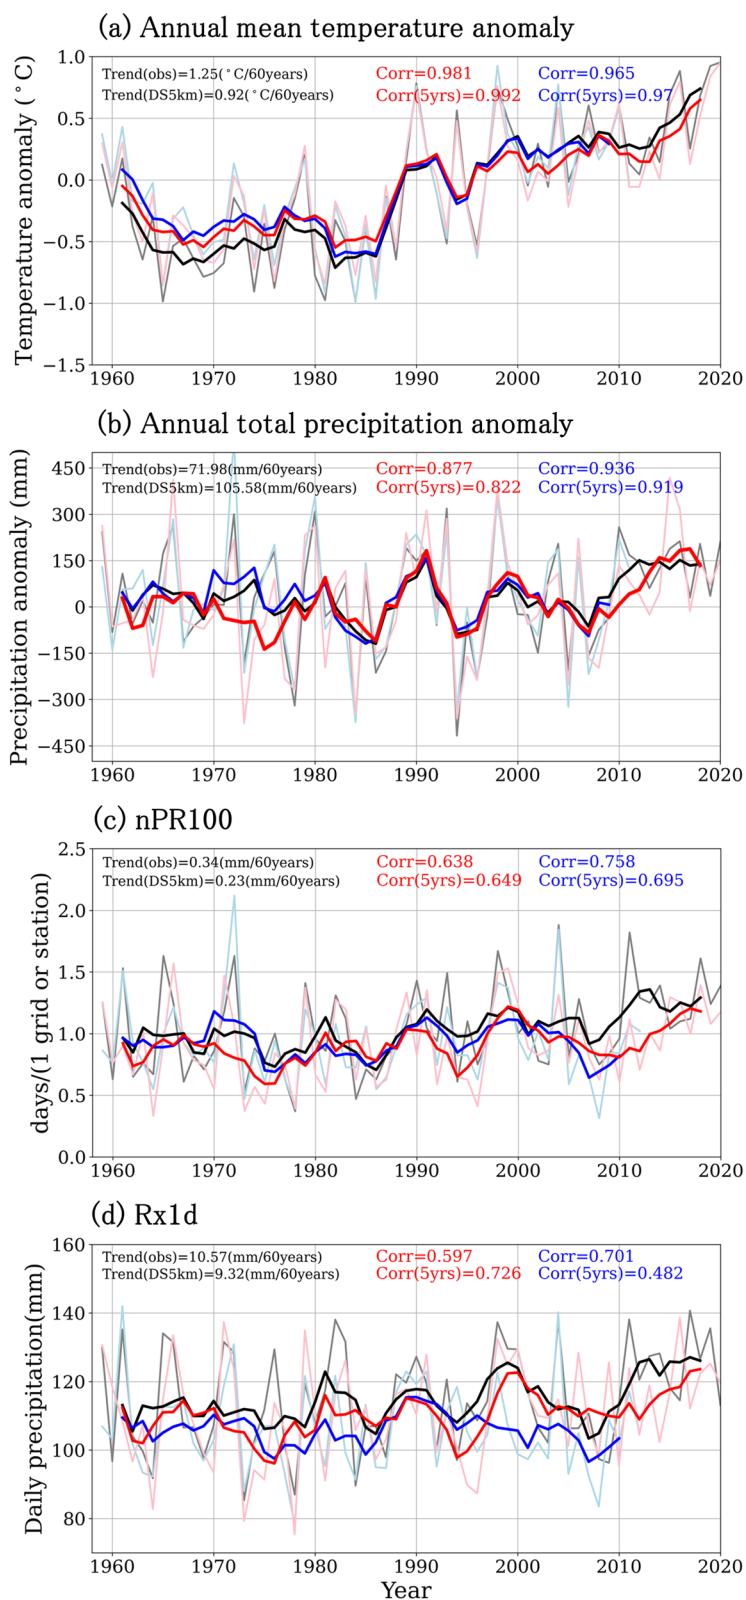 (a) Annual mean temperature anomaly
Trend(obs)=1.25(°C/60years) Corr=0.981 Corr=0.965
Trend(DS5km)=0.92(°C/60years) Corr(5yrs)=0.992 Corr(5yrs)=0.97
Temperature anomaly (°C)
1.0
0.5
0.0
−0.5
−1.0
−1.5
1960 1970 1980 1990 2000 2010 2020
(b) Annual total precipitation anomaly
Trend(obs)=71.98(mm/60years) Corr=0.877 Corr=0.936
Trend(DS5km)=105.58(mm/60years) Corr(5yrs)=0.822 Corr(5yrs)=0.919
Precipitation anomaly (mm)
450
300
150
0
−150
−300
−450
1960 1970 1980 1990 2000 2010 2020
(c) nPR100
Trend(obs)=0.34(mm/60years) Corr=0.638 Corr=0.758
Trend(DS5km)=0.23(mm/60years) Corr(5yrs)=0.649 Corr(5yrs)=0.695
days/(1 grid or station)
2.5
2.0
1.5
1.0
0.5
0.0
1960 1970 1980 1990 2000 2010 2020
(d) Rx1d
Trend(obs)=10.57(mm/60years) Corr=0.597 Corr=0.701
Trend(DS5km)=9.32(mm/60years) Corr(5yrs)=0.726 Corr(5yrs)=0.482
Daily precipitation(mm)
160
140
120
100
80
1960 1970 1980 1990 2000 2010 2020
Year